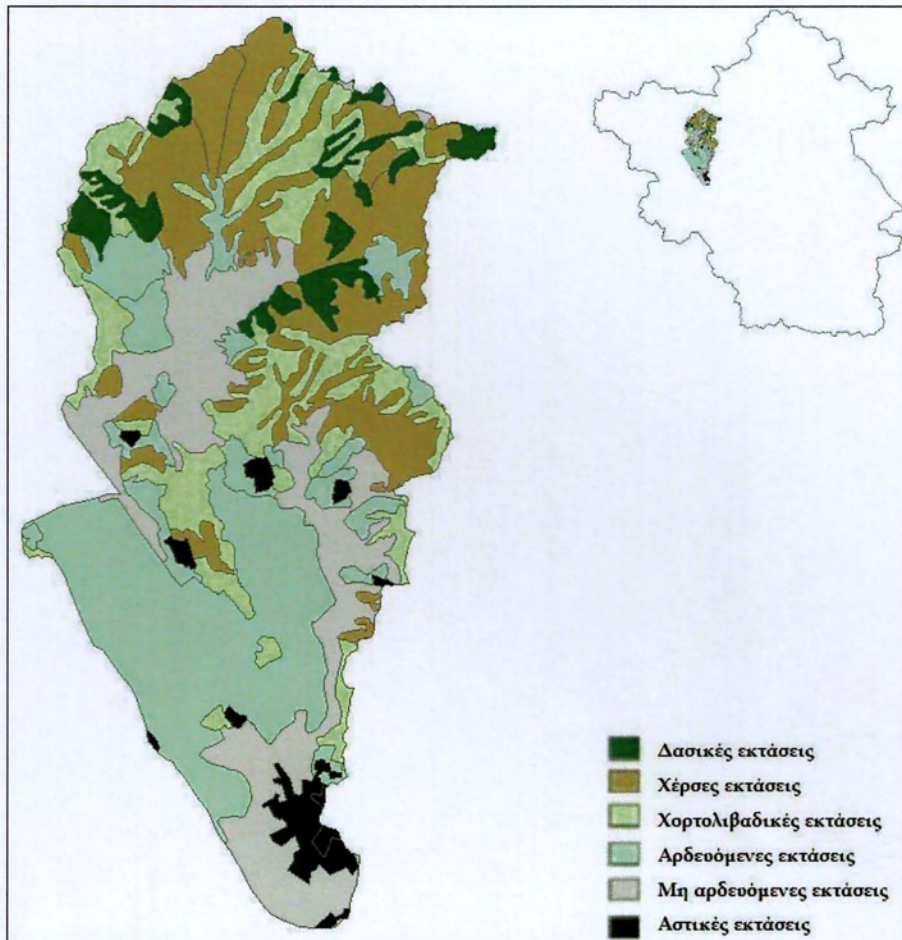 Δασικές εκτάσεις
Χέρσες εκτάσεις
Χορτολιβαδικές εκτάσεις
Αρδευόμενες εκτάσεις
Μη αρδευόμενες εκτάσεις
Αστικές εκτάσεις